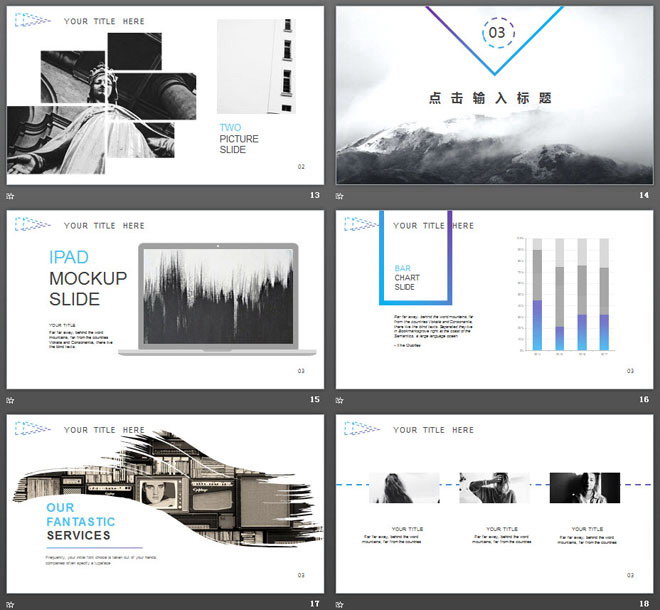 YOUR TITLE HERE
TWO
PICTURE
SLIDE
02
13
03
点击输入标题
14
YOUR TITLE HERE
IPAD
MOCKUP
SLIDE
YOUR TITLE
Far far away, behind the word
mountains, far from the countries
Vokalia and Consonantia, there
live the blind texts.
03
15
YOUR TITLE HERE
BAR
CHART
SLIDE
Far far away, behind the word mountains, far
from the countries Vokalia and Consonantia,
there live the blind texts. Separated they live
in Bookmarksgrove right at the coast of the
Semantics, a large language ocean.
03
16
YOUR TITLE HERE
OUR
FANTASTIC
SERVICES
Frequently, your initial font choice is taken out of your hands;
companies often specify a typeface
03
17
YOUR TITLE HERE
YOUR TITLE
Far far away, behind the word
mountains, far from the countries
YOUR TITLE
Far far away, behind the word
mountains, far from the countries
YOUR TITLE
Far far away, behind the word
mountains, far from the countries
03
18